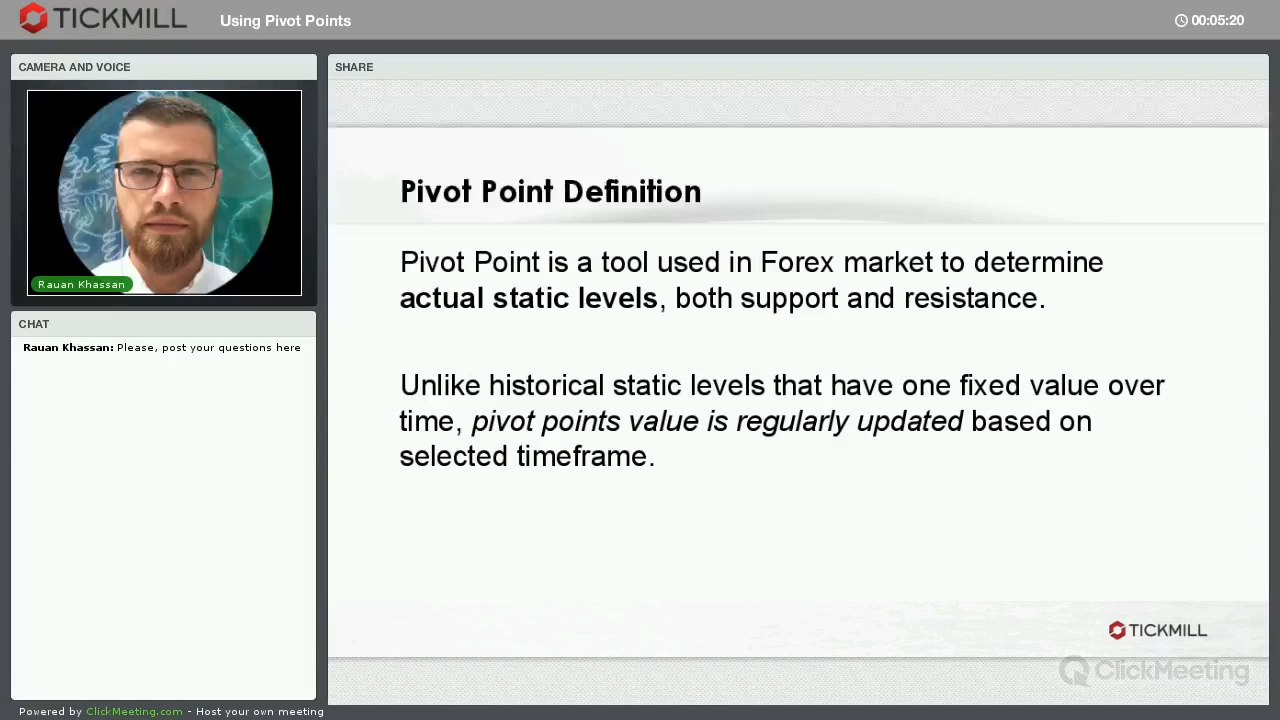 TICKMILL
Using Pivot Points
00:05:20
CAMERA AND VOICE
Rauan Khassan
CHAT
Rauan Khassan: Please, post your questions here
SHARE
Pivot Point Definition
Pivot Point is a tool used in Forex market to determine
actual static levels, both support and resistance.
Unlike historical static levels that have one fixed value over
time, pivot points value is regularly updated based on
selected timeframe.
TICKMILL
ClickMeeting
Powered by ClickMeeting.com - Host your own meeting